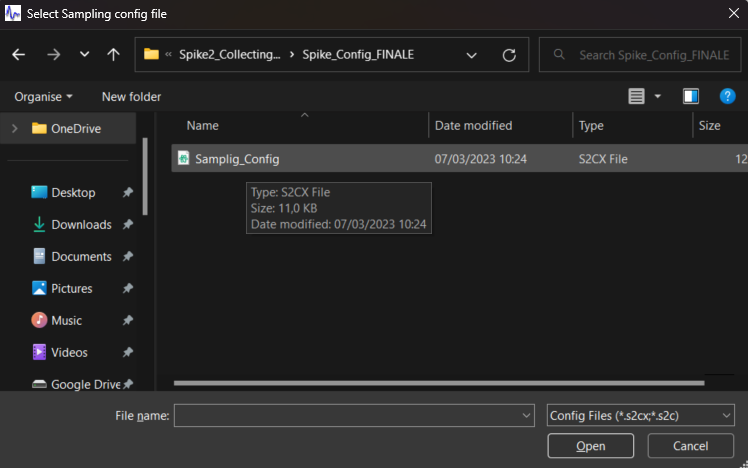 Select Sampling config file
« Spike2_Collecting... › Spike_Config_FINALE
Search Spike_Config_FINALE
Organise New folder
OneDrive
Desktop
Downloads
Documents
Pictures
Music
Videos
Google Drive
Name Date modified Type Size
Samplig_Config 07/03/2023 10:24 S2CX File 12
Type: S2CX File
Size: 11,0 KB
Date modified: 07/03/2023 10:24
File name: Config Files (*.s2cx;*.s2c)
Open Cancel